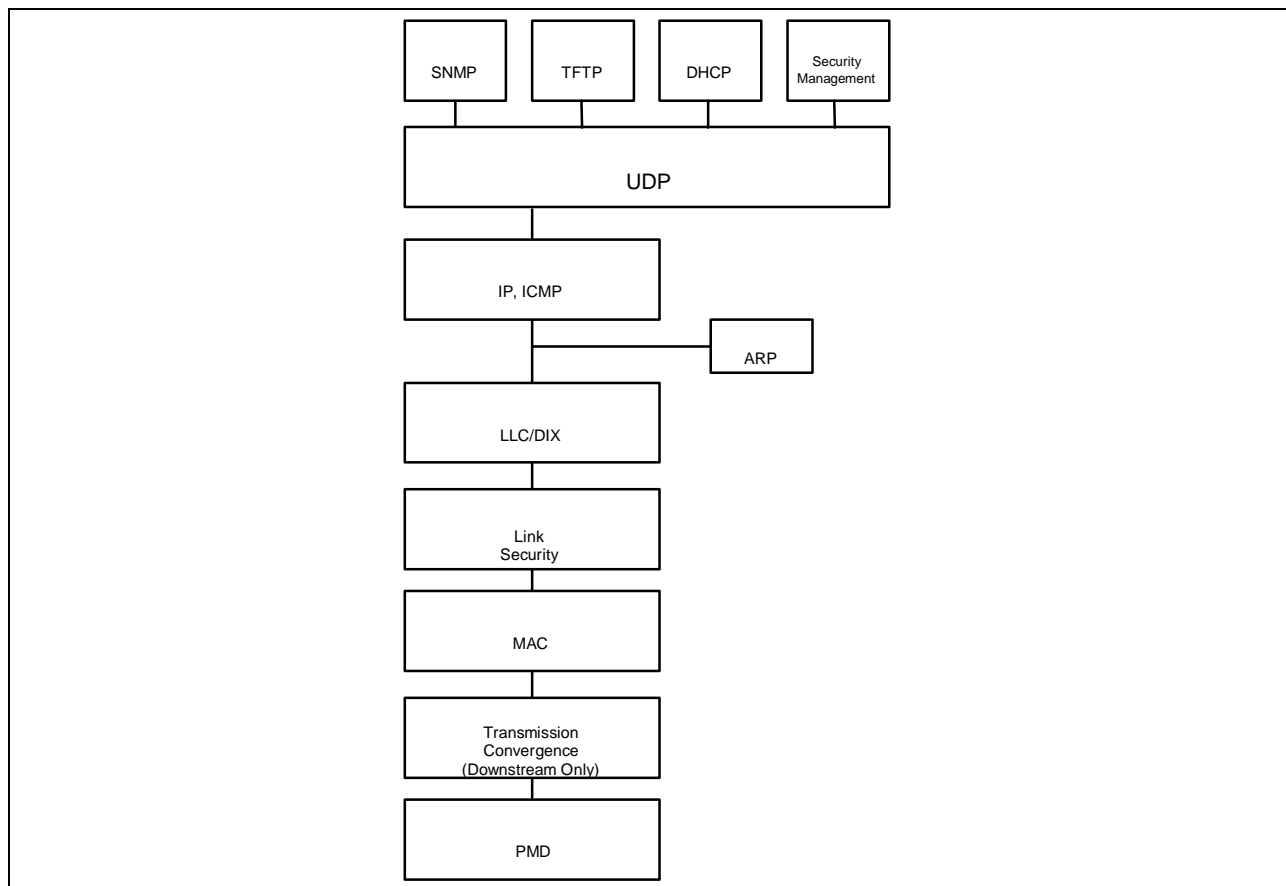 SNMP
TFTP
DHCP
Security
Management
UDP
IP, ICMP
ARP
LLC/DIX
Link
Security
MAC
Transmission
Convergence
(Downstream Only)
PMD